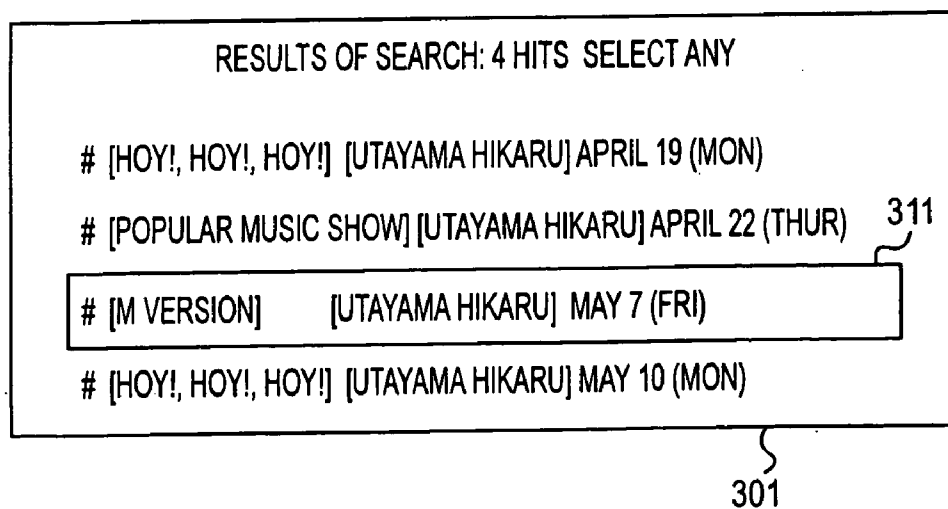 RESULTS OF SEARCH: 4 HITS SELECT ANY
# [HOY!, HOY!, HOY!] [UTAYAMA HIKARU] APRIL 19 (MON)
# [POPULAR MUSIC SHOW] [UTAYAMA HIKARU] APRIL 22 (THUR)
311
# [M VERSION] [UTAYAMA HIKARU] MAY 7 (FRI)
# [HOY!, HOY!, HOY!] [UTAYAMA HIKARU] MAY 10 (MON)
301